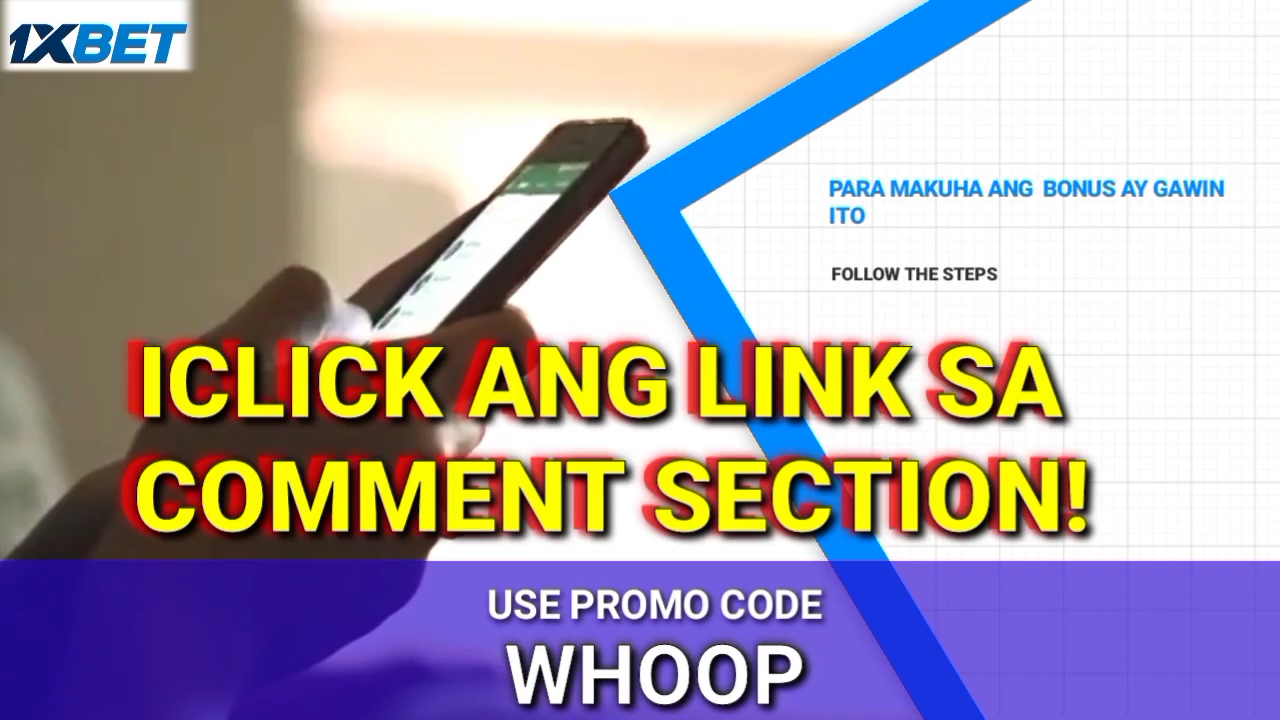 1XBET
PARA MAKUHA ANG BONUS AY GAWIN
ITO
FOLLOW THE STEPS
ICLICK ANG LINK SA
COMMENT SECTION!
USE PROMO CODE
WHOOP